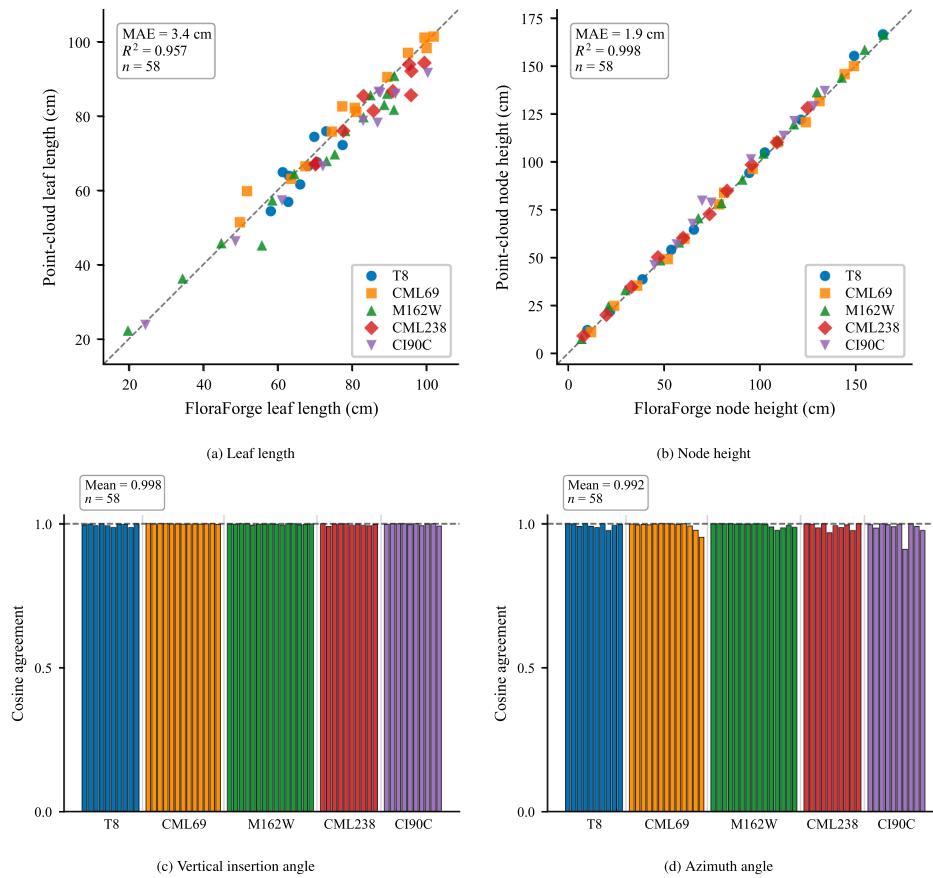 MAE = 3.4 cm
R² = 0.957
n = 58
Point-cloud leaf length (cm)
100
80
60
40
20
T8
CML69
M162W
CML238
CI90C
20 40 60 80 100
FloraForge leaf length (cm)
(a) Leaf length
MAE = 1.9 cm
R² = 0.998
n = 58
Point-cloud node height (cm)
175
150
125
100
75
50
25
0
T8
CML69
M162W
CML238
CI90C
0 50 100 150
FloraForge node height (cm)
(b) Node height
Mean = 0.998
n = 58
Cosine agreement
1.0
0.5
0.0
T8 CML69 M162W CML238 CI90C
(c) Vertical insertion angle
Mean = 0.992
n = 58
Cosine agreement
1.0
0.5
0.0
T8 CML69 M162W CML238 CI90C
(d) Azimuth angle